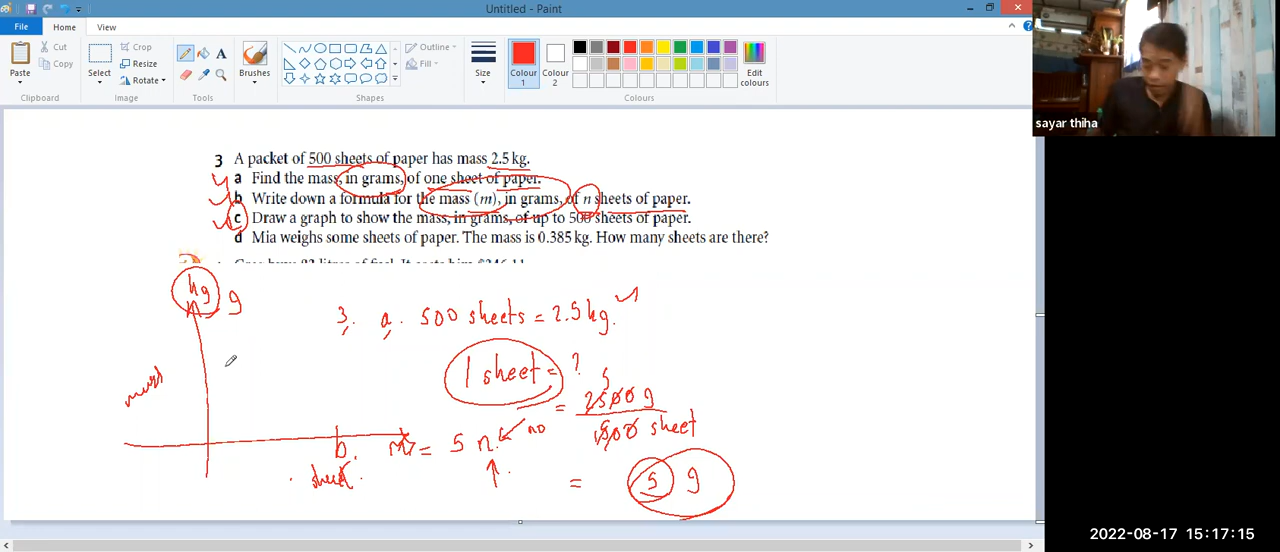 Untitled - Paint
File
Home
View
Paste
Cut
Copy
Clipboard
Select
Crop
Resize
Rotate
Image
Tools
Brushes
Shapes
Outline
Fill
Size
Colour 1
Colour 2
Edit colours
Colours
sayar thiha
3 A packet of 500 sheets of paper has mass 2.5 kg.
a Find the mass, in grams, of one sheet of paper.
b Write down a formula for the mass (m), in grams, of n sheets of paper.
c Draw a graph to show the mass, in grams, of up to 500 sheets of paper.
d Mia weighs some sheets of paper. The mass is 0.385 kg. How many sheets are there?
kg g
3. a. 500 sheets = 2.5 kg.
1 sheet = ?
= 2500 g
500 sheet
mass
b. m = 5 n. no
sheet
= 5 g
2022-08-17 15:17:15